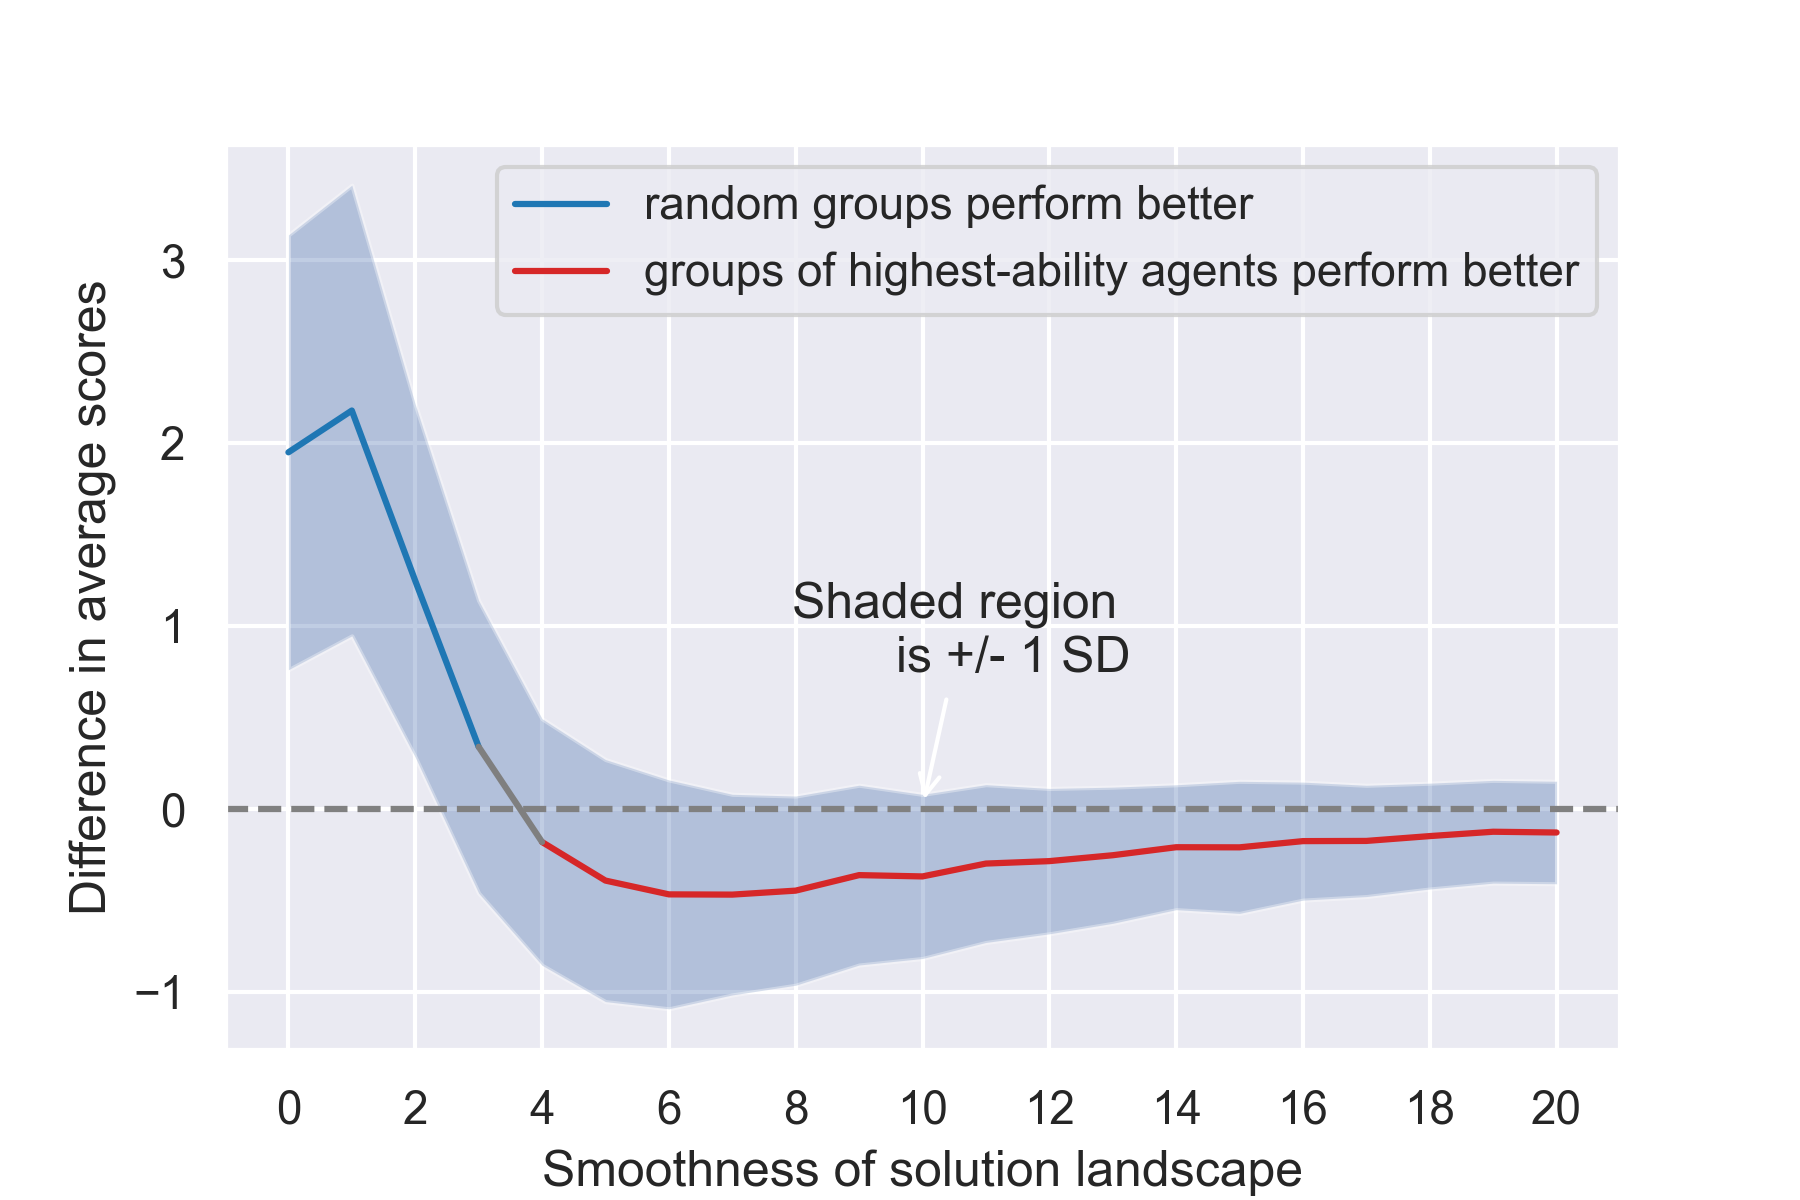 random groups perform better
groups of highest-ability agents perform better
Difference in average scores
3
2
1
0
−1
Shaded region
is +/- 1 SD
0 2 4 6 8 10 12 14 16 18 20
Smoothness of solution landscape